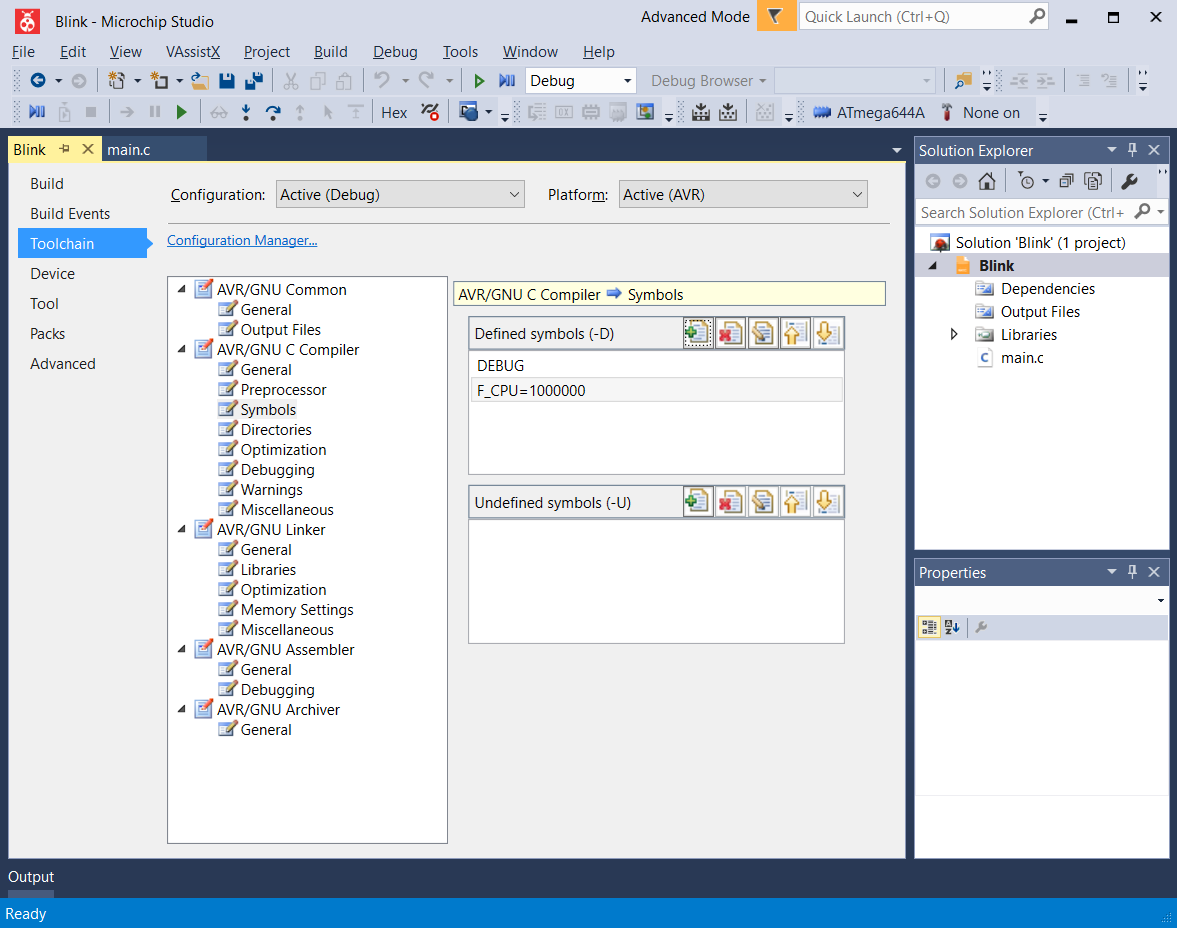 Blink - Microchip Studio
Advanced Mode
Quick Launch (Ctrl+Q)
File Edit View VAssistX Project Build Debug Tools Window Help
Debug Debug Browser
Hex ATmega644A None on
Blink main.c
Build
Build Events
Toolchain
Device
Tool
Packs
Advanced
Configuration: Active (Debug) Platform: Active (AVR)
Configuration Manager...
AVR/GNU Common
General
Output Files
AVR/GNU C Compiler
General
Preprocessor
Symbols
Directories
Optimization
Debugging
Warnings
Miscellaneous
AVR/GNU Linker
General
Libraries
Optimization
Memory Settings
Miscellaneous
AVR/GNU Assembler
General
Debugging
AVR/GNU Archiver
General
AVR/GNU C Compiler Symbols
Defined symbols (-D)
DEBUG
F_CPU=1000000
Undefined symbols (-U)
Solution Explorer
Search Solution Explorer (Ctrl+
Solution 'Blink' (1 project)
Blink
Dependencies
Output Files
Libraries
main.c
Properties
Output
Ready